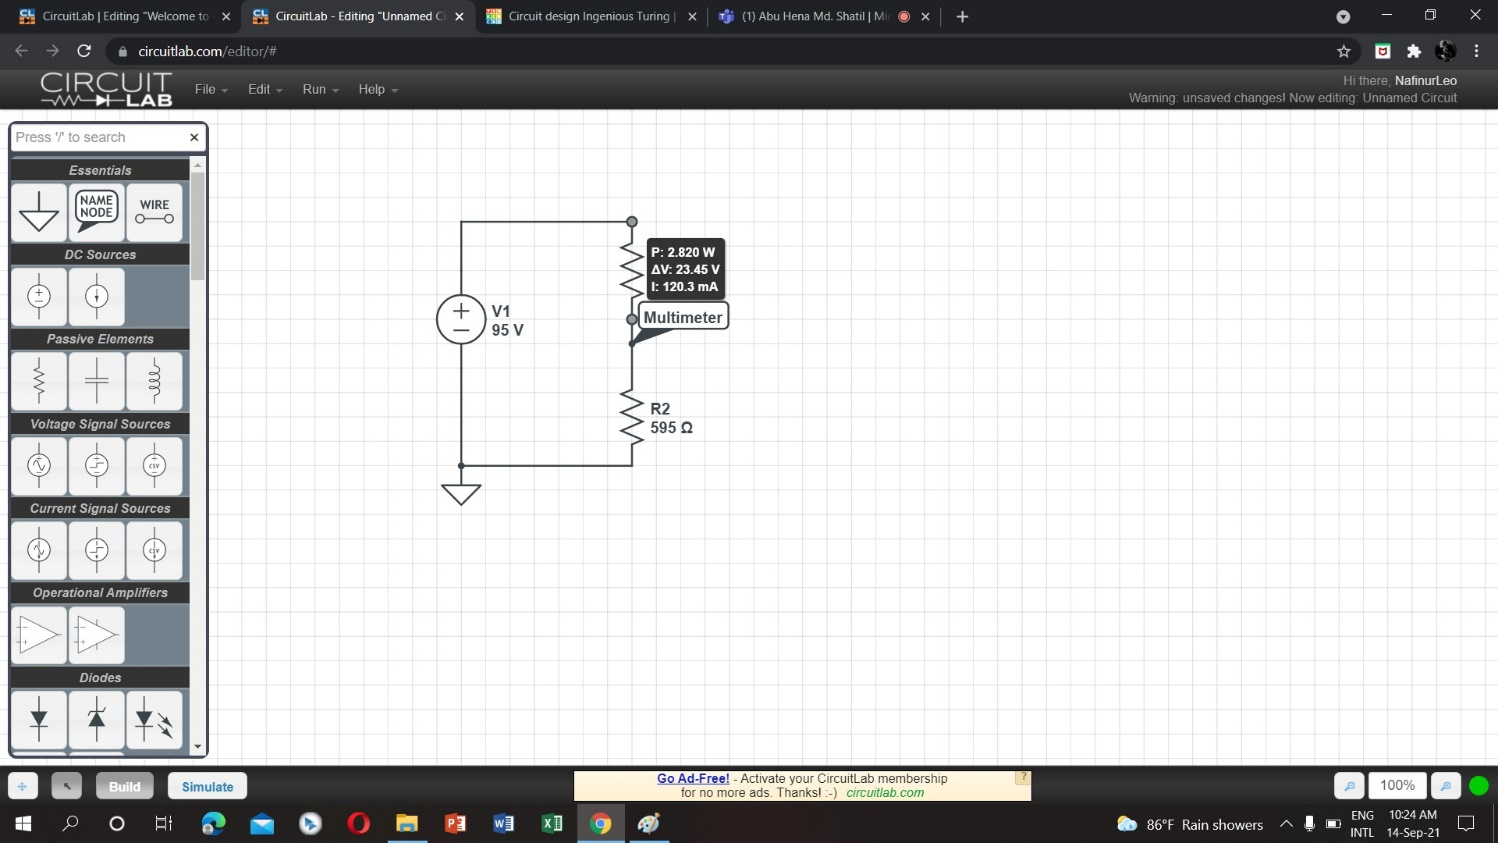 CircuitLab | Editing "Welcome to
CircuitLab - Editing "Unnamed C
Circuit design Ingenious Turing |
(1) Abu Hena Md. Shatil | Mi
circuitlab.com/editor/#
CIRCUIT
LAB
File
Edit
Run
Help
Hi there, NafinurLeo
Warning: unsaved changes! Now editing: Unnamed Circuit
Press '/' to search
Essentials
NAME
NODE
WIRE
DC Sources
Passive Elements
Voltage Signal Sources
csv
Current Signal Sources
csv
Operational Amplifiers
Diodes
P: 2.820 W
ΔV: 23.45 V
I: 120.3 mA
Multimeter
V1
95 V
R2
595 Ω
Build
Simulate
Go Ad-Free! - Activate your CircuitLab membership
for no more ads. Thanks! :-) circuitlab.com
?
100%
86°F Rain showers
ENG
INTL
10:24 AM
14-Sep-21